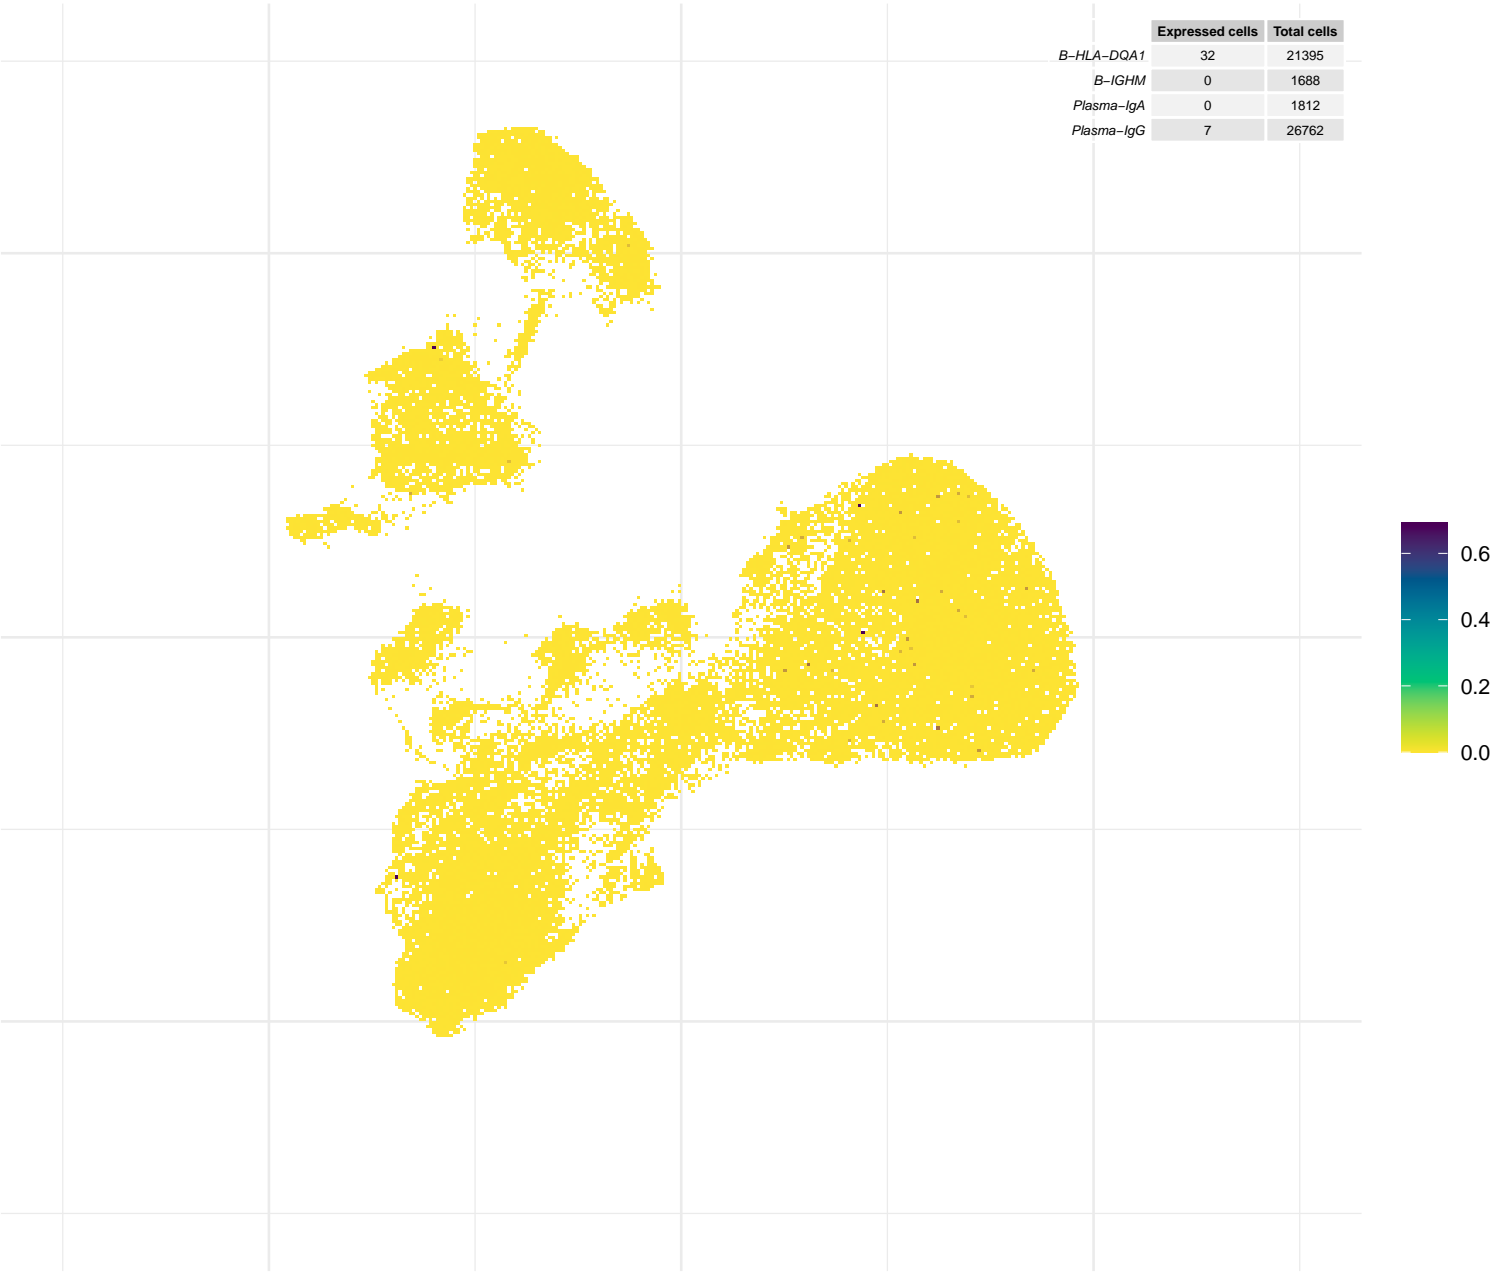 Expressed cells Total cells
B−HLA−DQA1 32 21395
B−IGHM 0 1688
Plasma−IgA 0 1812
Plasma−IgG 7 26762
0.6
0.4
0.2
0.0